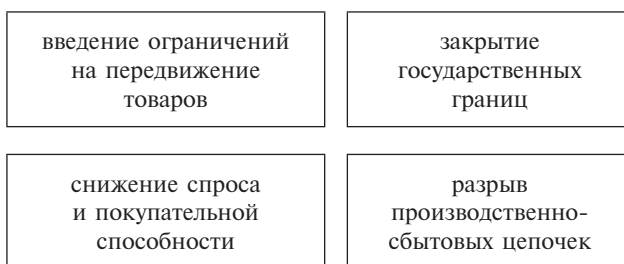 введение ограничений
на передвижение
товаров
закрытие
государственных
границ
снижение спроса
и покупательной
способности
разрыв
производственно-
сбытовых цепочек